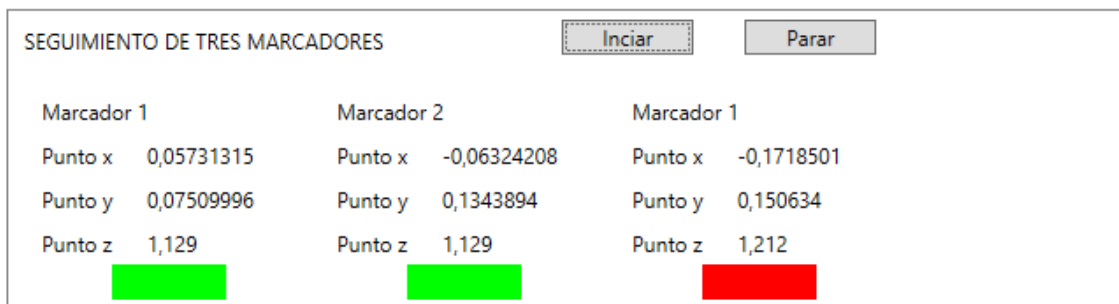 SEGUIMIENTO DE TRES MARCADORES Inciar Parar
Marcador 1 Marcador 2 Marcador 1
Punto x 0,05731315 Punto x -0,06324208 Punto x -0,1718501
Punto y 0,07509996 Punto y 0,1343894 Punto y 0,150634
Punto z 1,129 Punto z 1,129 Punto z 1,212